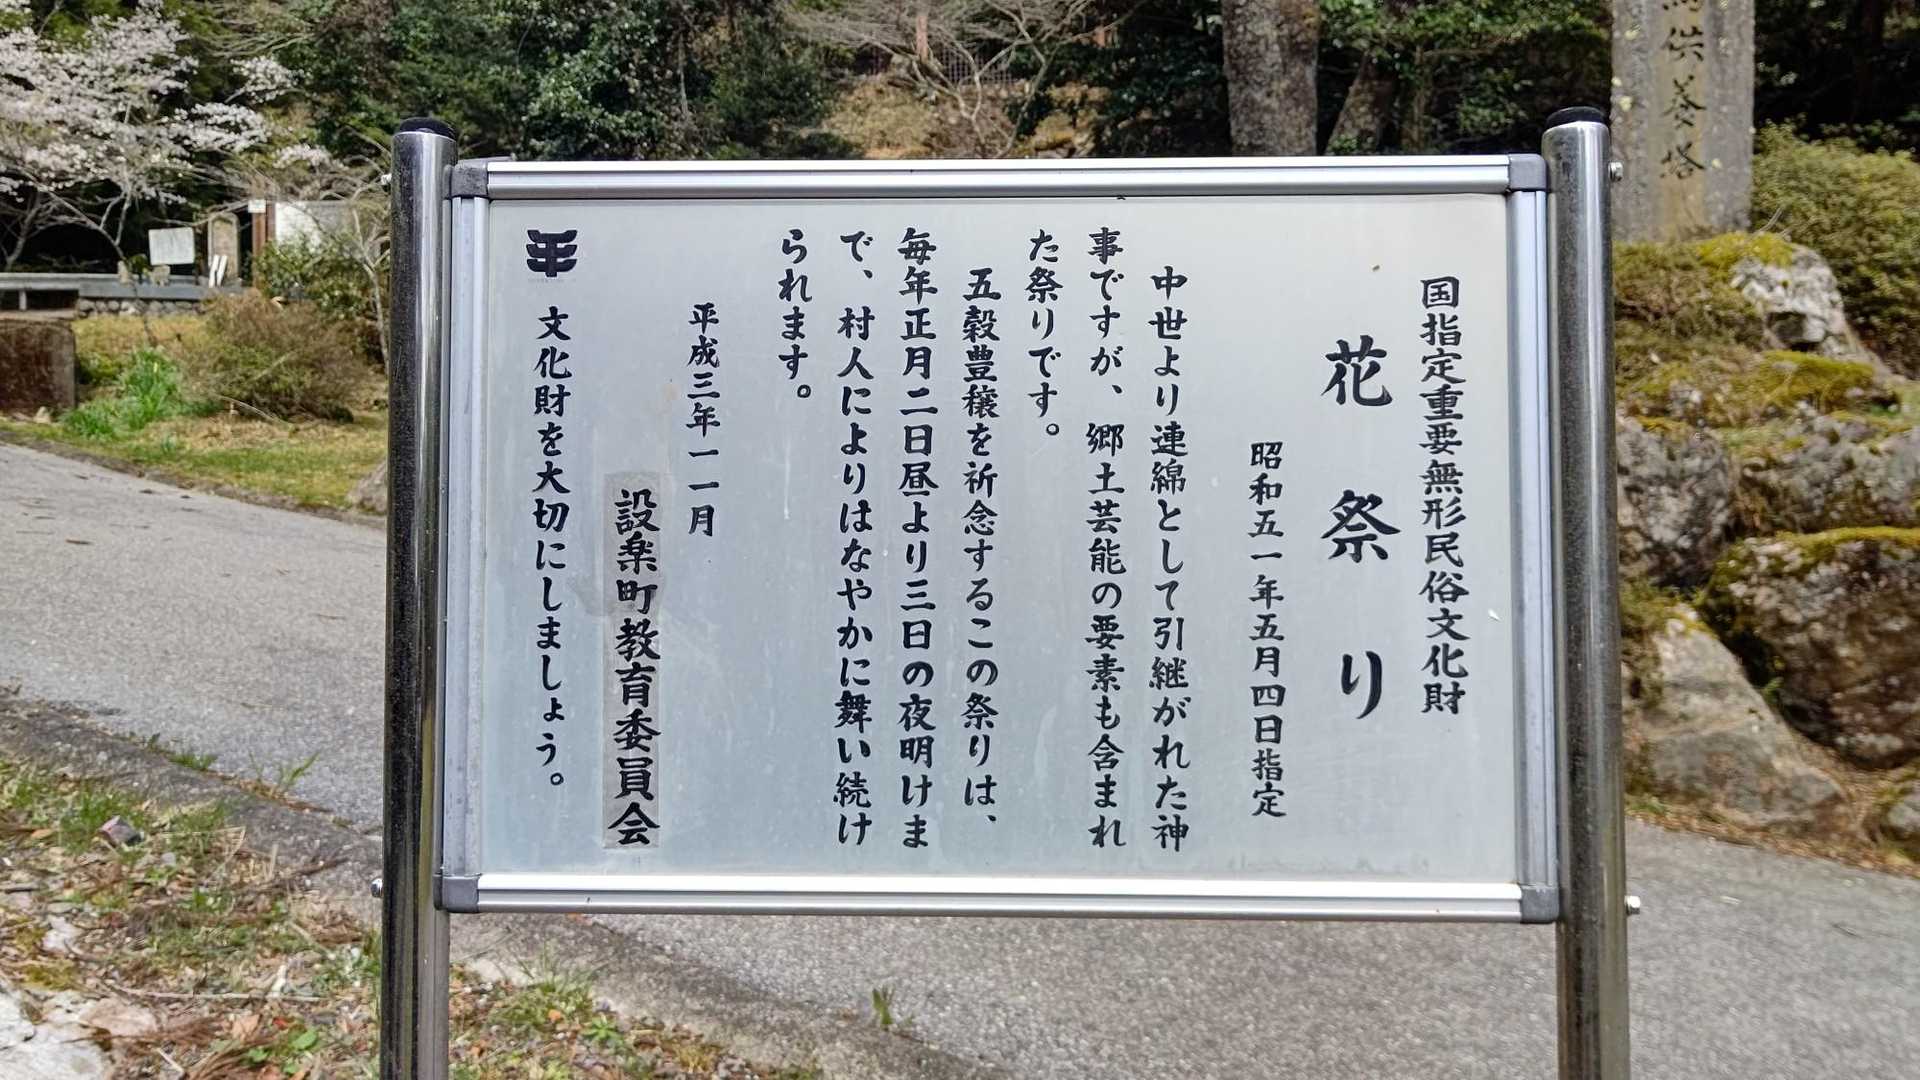 国指定重要無形民俗文化財
花祭り
昭和五一年五月四日指定
中世より連綿として引継がれた神
事ですが、郷土芸能の要素も含まれ
た祭りです。
五穀豊穣を祈念するこの祭りは、
毎年正月二日昼より三日の夜明けま
で、村人によりはなやかに舞い続け
られます。
平成三年一一月
設楽町教育委員会
文化財を大切にしましょう。
供養塔